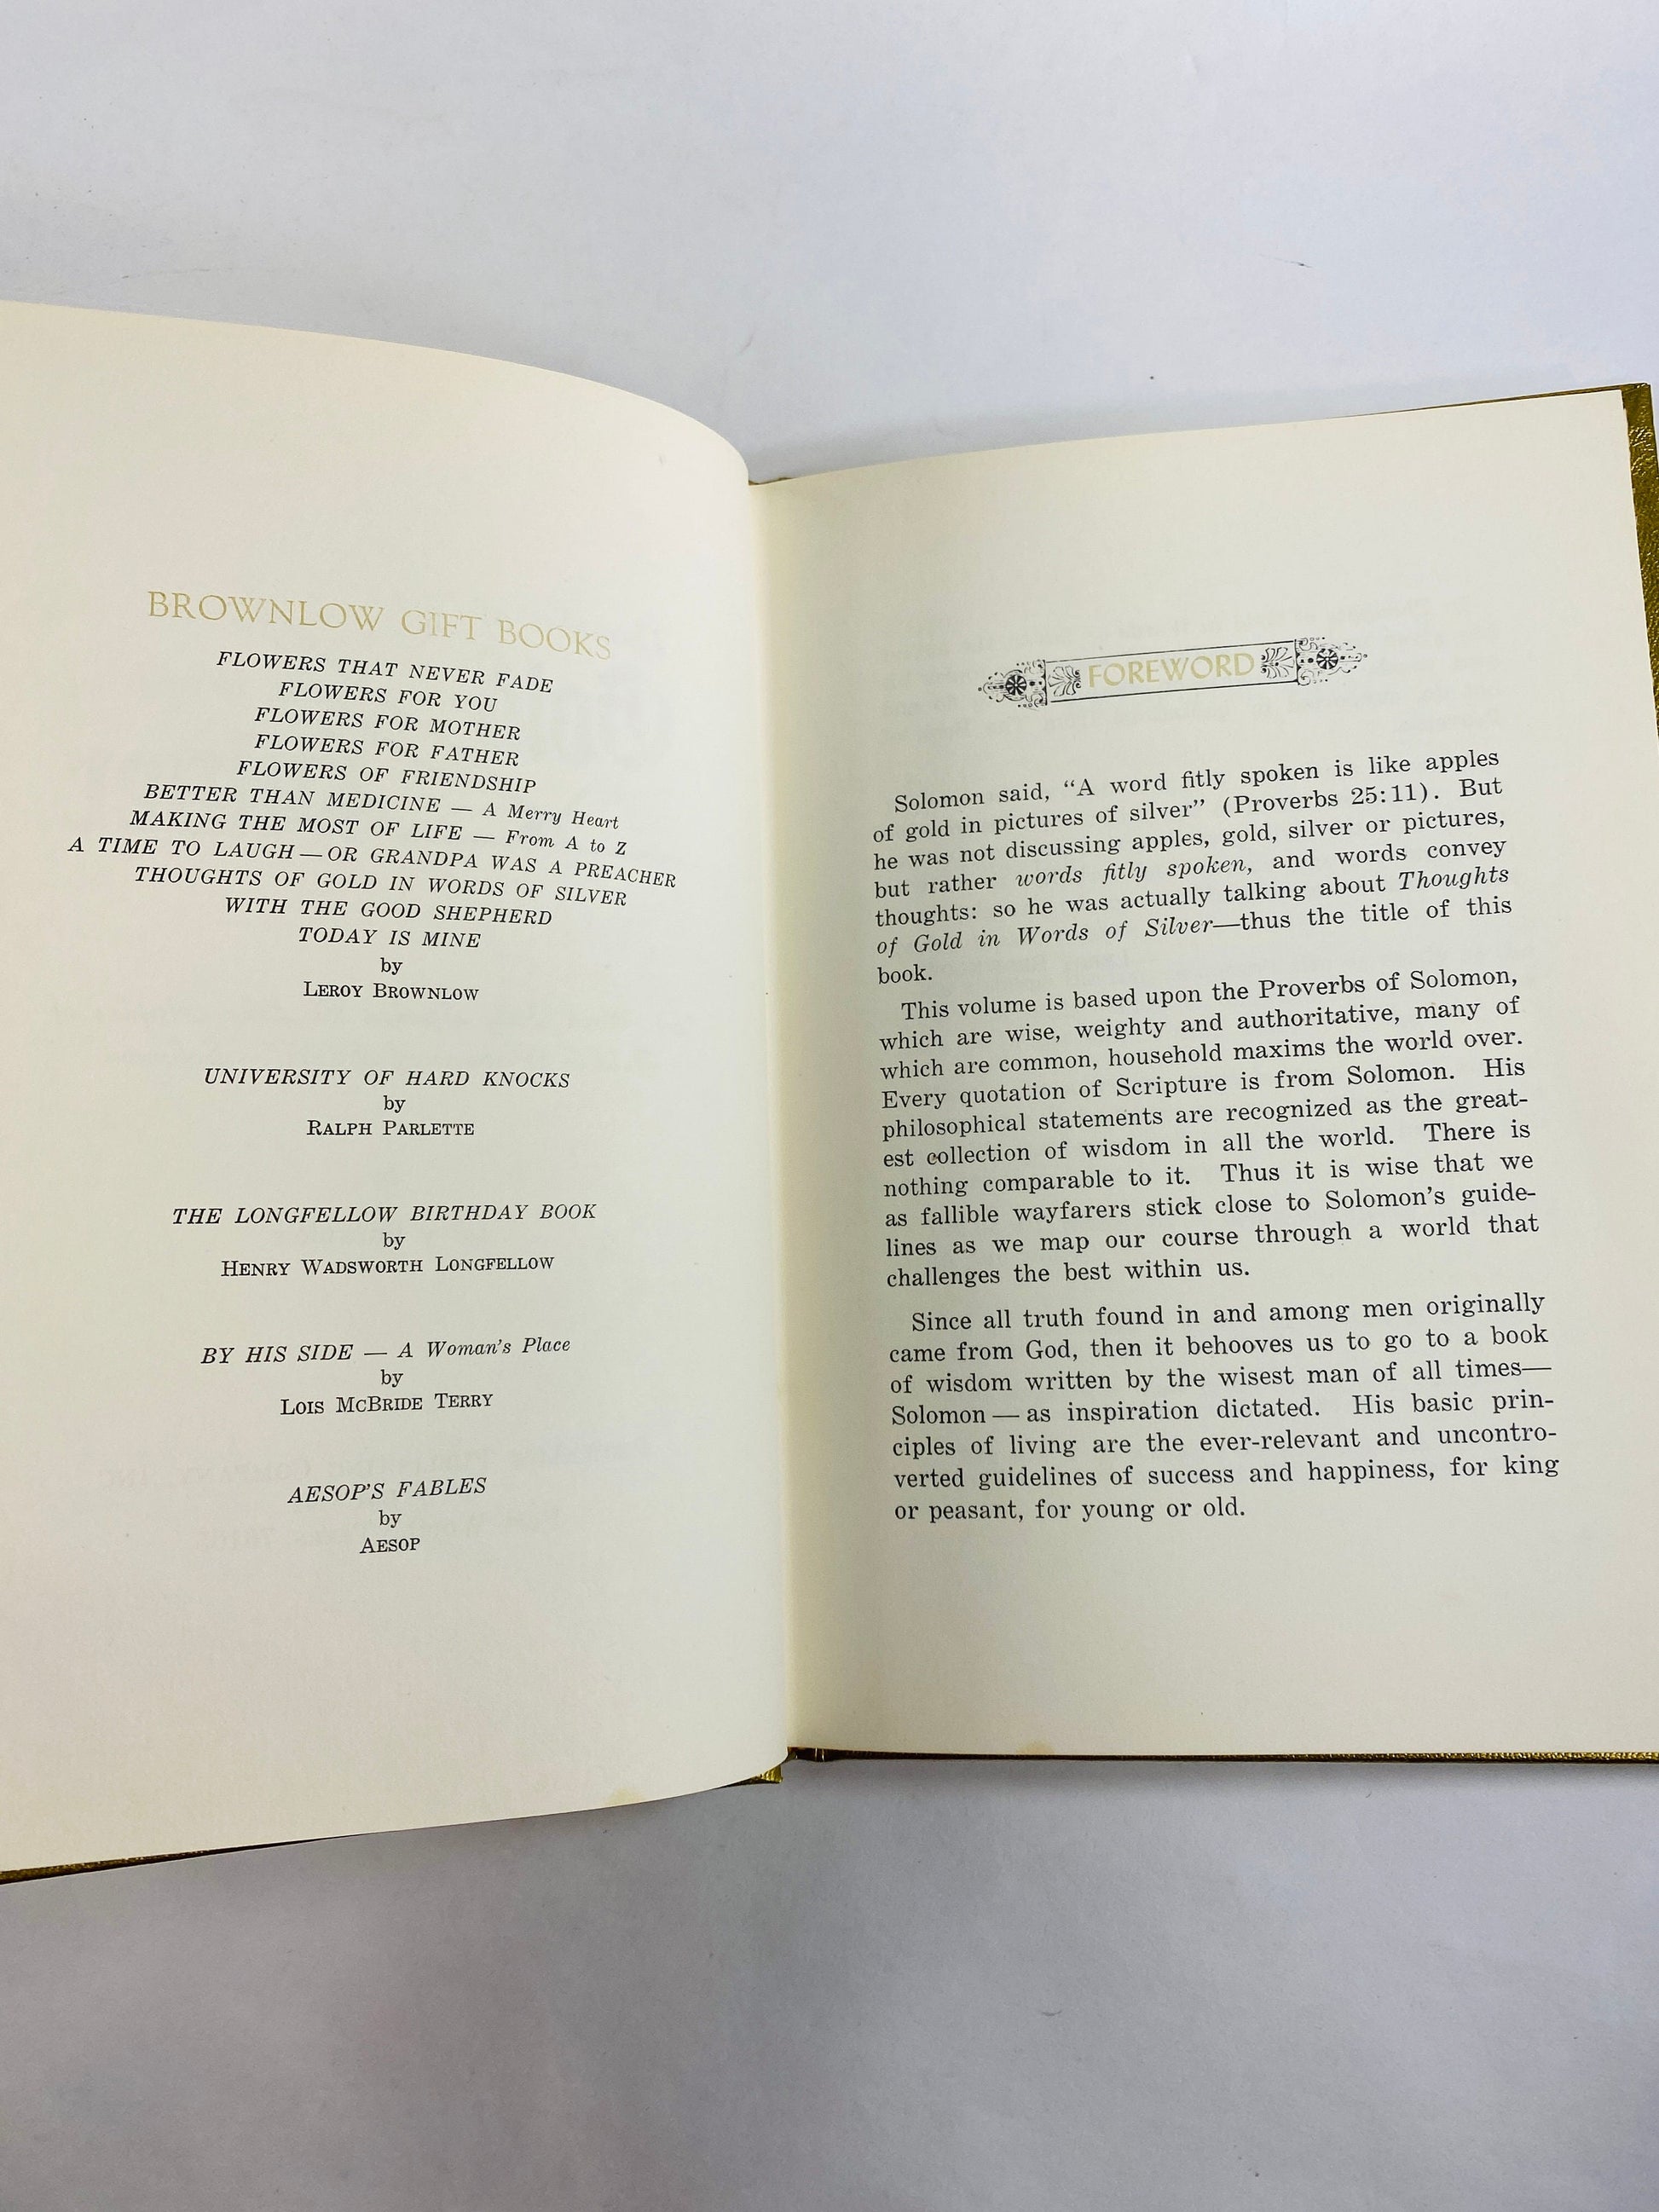 BROWNLOW GIFT BOOKS
FLOWERS THAT NEVER FADE
FLOWERS FOR YOU
FLOWERS FOR MOTHER
FLOWERS FOR FATHER
FLOWERS OF FRIENDSHIP
BETTER THAN MEDICINE — A Merry Heart
MAKING THE MOST OF LIFE — From A to Z
A TIME TO LAUGH — OR GRANDPA WAS A PREACHER
THOUGHTS OF GOLD IN WORDS OF SILVER
WITH THE GOOD SHEPHERD
TODAY IS MINE
by
LEROY BROWNLOW
UNIVERSITY OF HARD KNOCKS
by
RALPH PARLETTE
THE LONGFELLOW BIRTHDAY BOOK
by
HENRY WADSWORTH LONGFELLOW
BY HIS SIDE — A Woman's Place
by
LOIS MCBRIDE TERRY
AESOP'S FABLES
by
AESOP
FOREWORD
Solomon said, “A word fitly spoken is like apples
of gold in pictures of silver” (Proverbs 25:11). But
he was not discussing apples, gold, silver or pictures,
but rather words fitly spoken, and words convey
thoughts: so he was actually talking about Thoughts
of Gold in Words of Silver—thus the title of this
book.
This volume is based upon the Proverbs of Solomon,
which are wise, weighty and authoritative, many of
which are common, household maxims the world over.
Every quotation of Scripture is from Solomon. His
philosophical statements are recognized as the great-
est collection of wisdom in all the world. There is
nothing comparable to it. Thus it is wise that we
as fallible wayfarers stick close to Solomon's guide-
lines as we map our course through a world that
challenges the best within us.
Since all truth found in and among men originally
came from God, then it behooves us to go to a book
of wisdom written by the wisest man of all times—
Solomon — as inspiration dictated. His basic prin-
ciples of living are the ever-relevant and uncontro-
verted guidelines of success and happiness, for king
or peasant, for young or old.